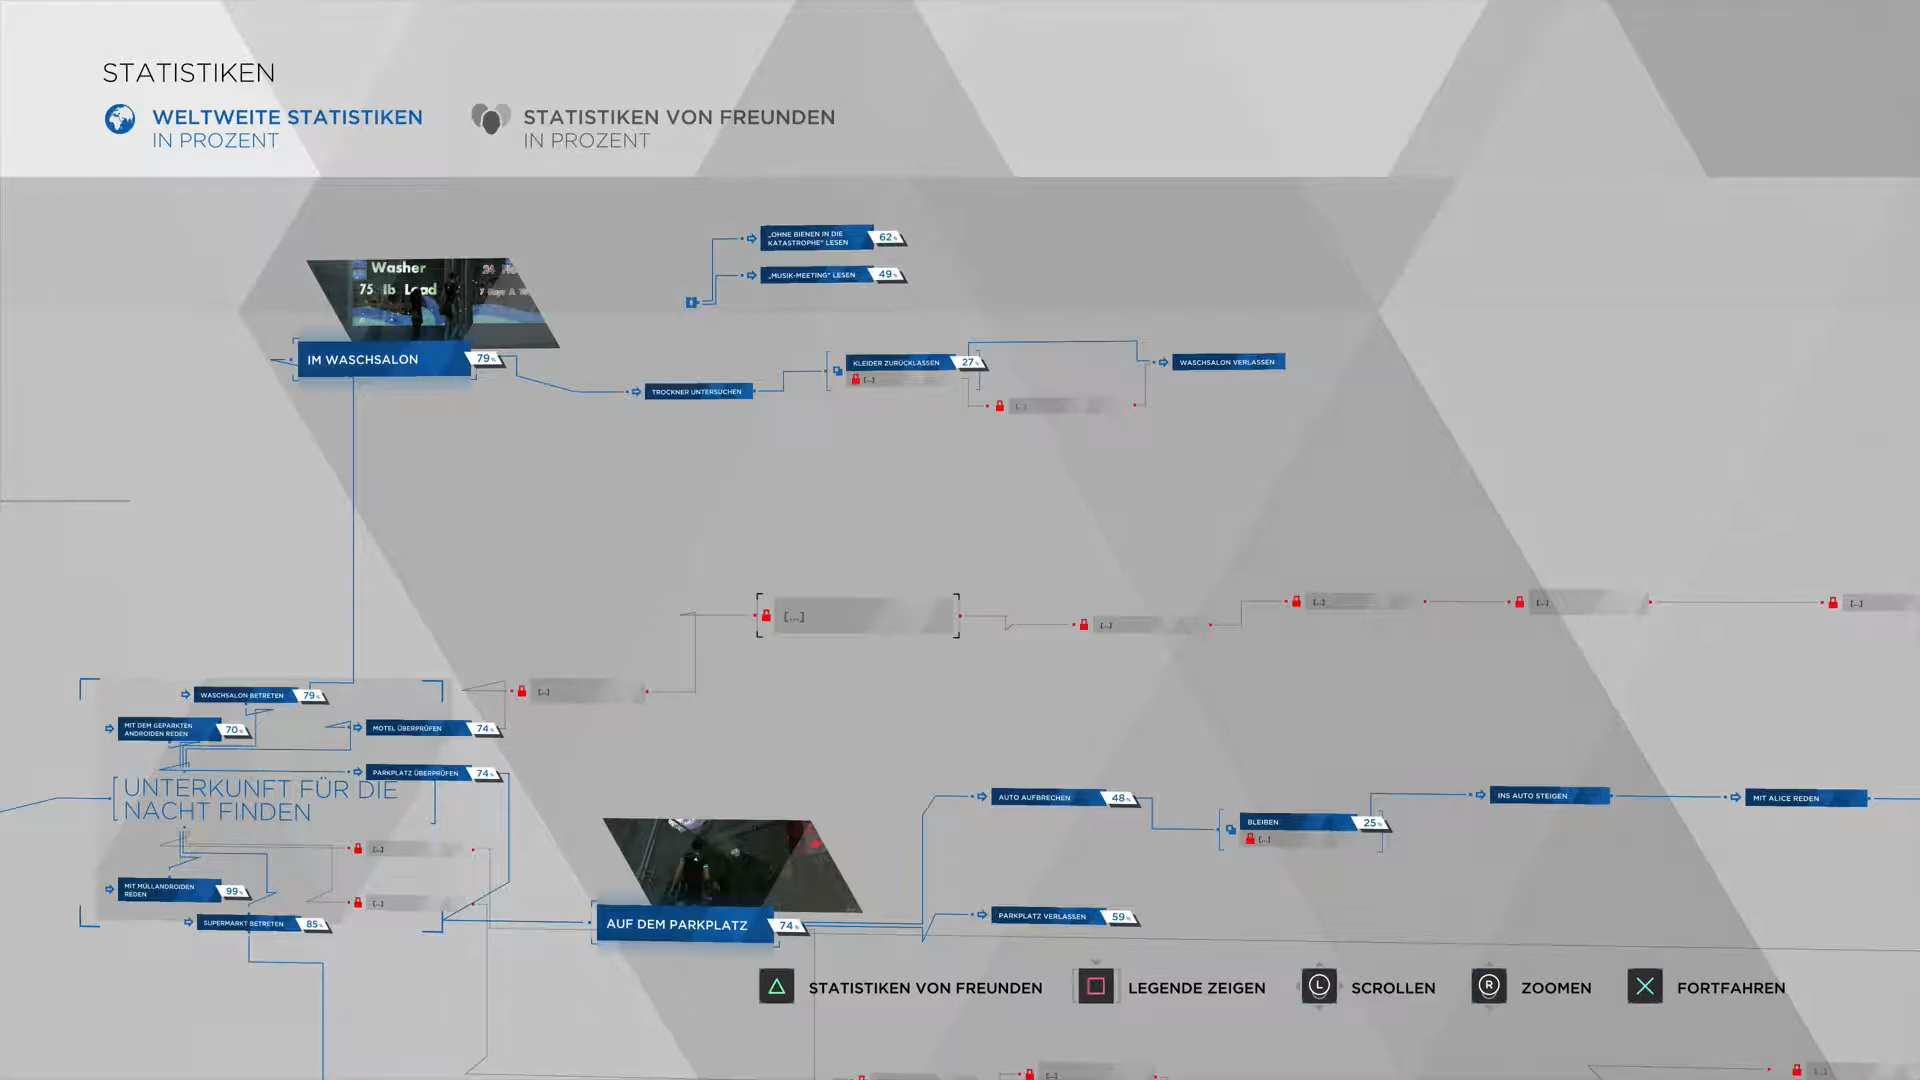 STATISTIKEN
WELTWEITE STATISTIKEN
IN PROZENT
STATISTIKEN VON FREUNDEN
IN PROZENT
„OHNE BIENEN IN DIE
KATASTROPHE" LESEN
62%
„MUSIK-MEETING" LESEN
49%
Washer
75 lb Load
24
IM WASCHSALON
79%
TROCKNER UNTERSUCHEN
KLEIDER ZURÜCKLASSEN
27%
[...]
[...]
WASCHSALON VERLASSEN
[...]
[...]
[...]
[...]
[...]
[...]
WASCHSALON BETRETEN
79%
MIT DEM GEPARKTEN
ANDROIDEN REDEN
70%
MOTEL ÜBERPRÜFEN
74%
PARKPLATZ ÜBERPRÜFEN
74%
UNTERKUNFT FÜR DIE
NACHT FINDEN
[...]
[...]
MIT MÜLLANDROIDEN
REDEN
99%
SUPERMARKT BETRETEN
85%
AUF DEM PARKPLATZ
74%
AUTO AUFBRECHEN
48%
BLEIBEN
25%
[...]
INS AUTO STEIGEN
MIT ALICE REDEN
PARKPLATZ VERLASSEN
59%
STATISTIKEN VON FREUNDEN
LEGENDE ZEIGEN
L
SCROLLEN
R
ZOOMEN
FORTFAHREN
[...]
[...]